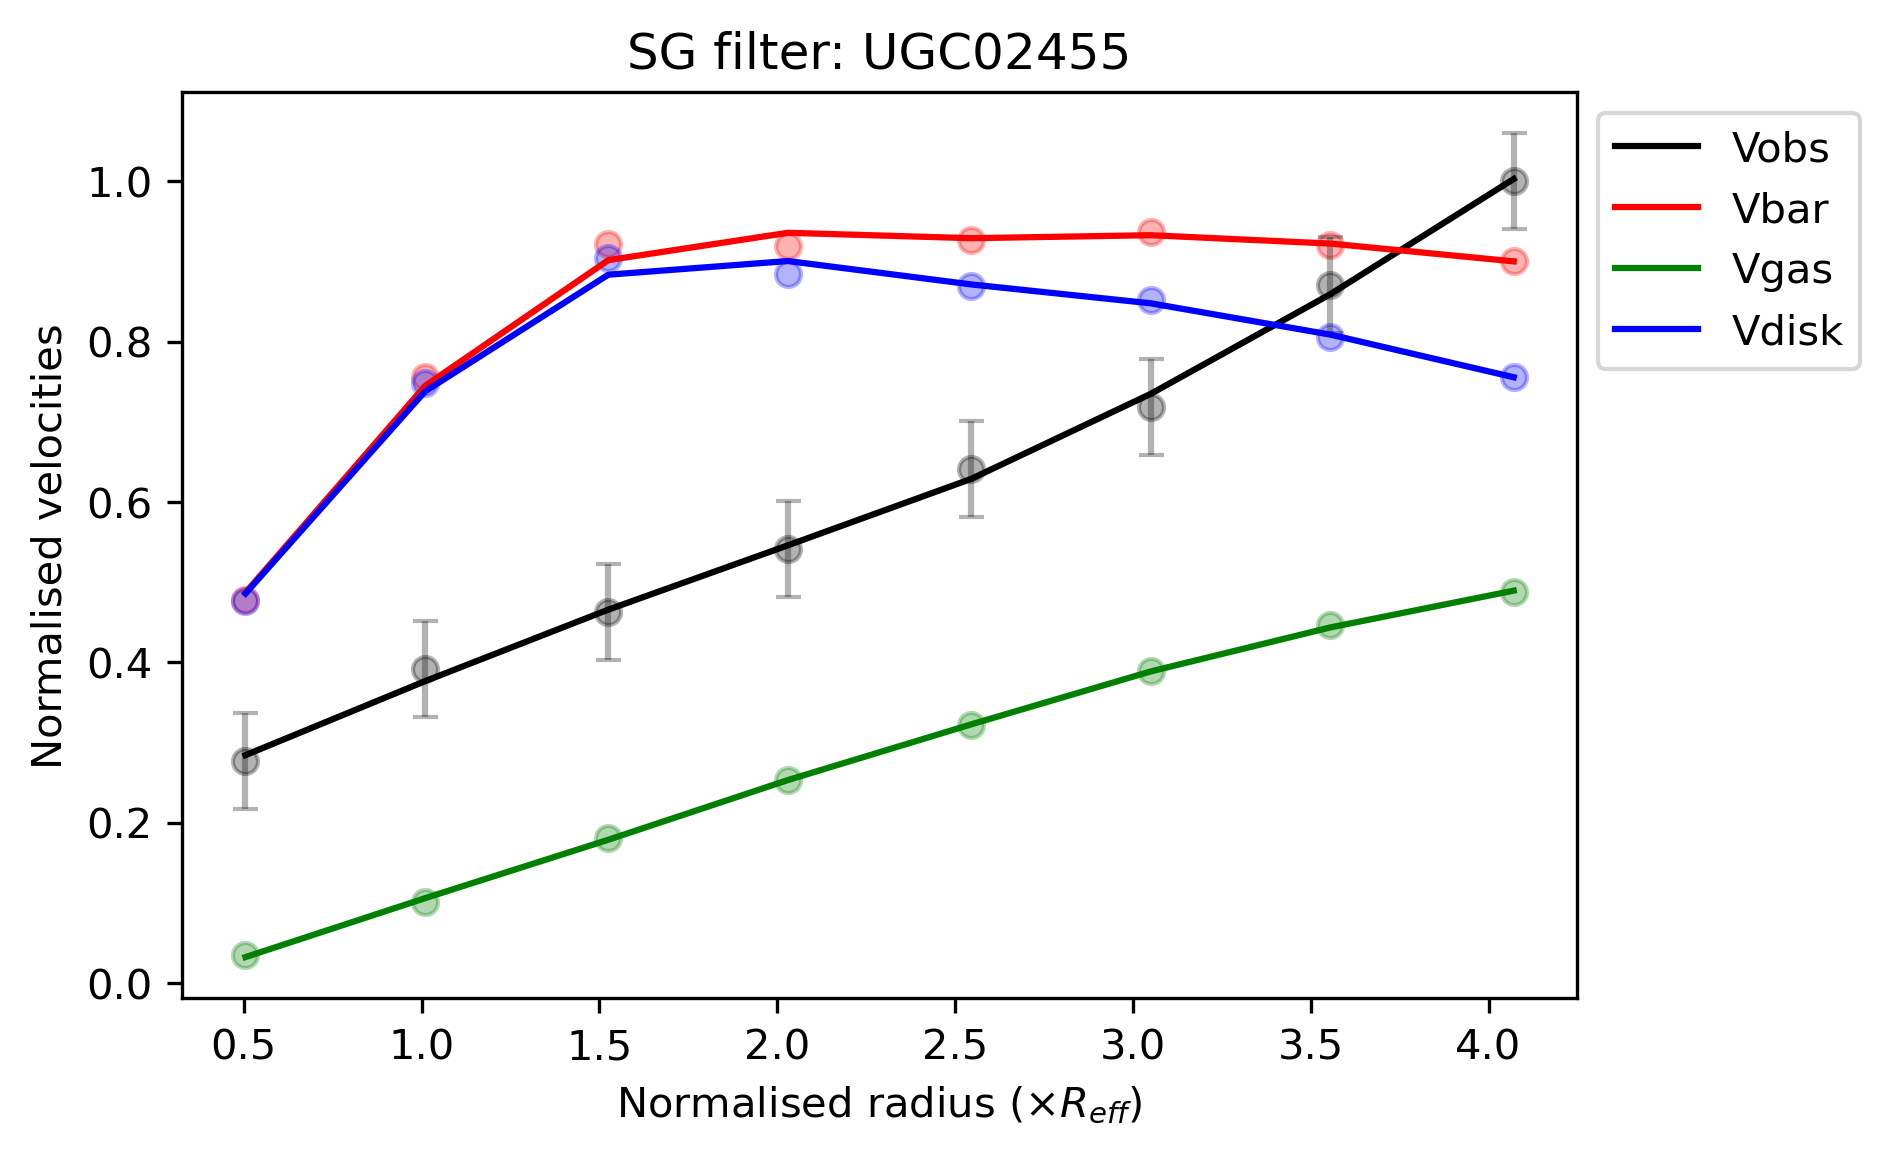 SG filter: UGC02455
Vobs
Vbar
Vgas
Vdisk
Normalised velocities
1.0
0.8
0.6
0.4
0.2
0.0
0.5 1.0 1.5 2.0 2.5 3.0 3.5 4.0
Normalised radius (×R_eff)